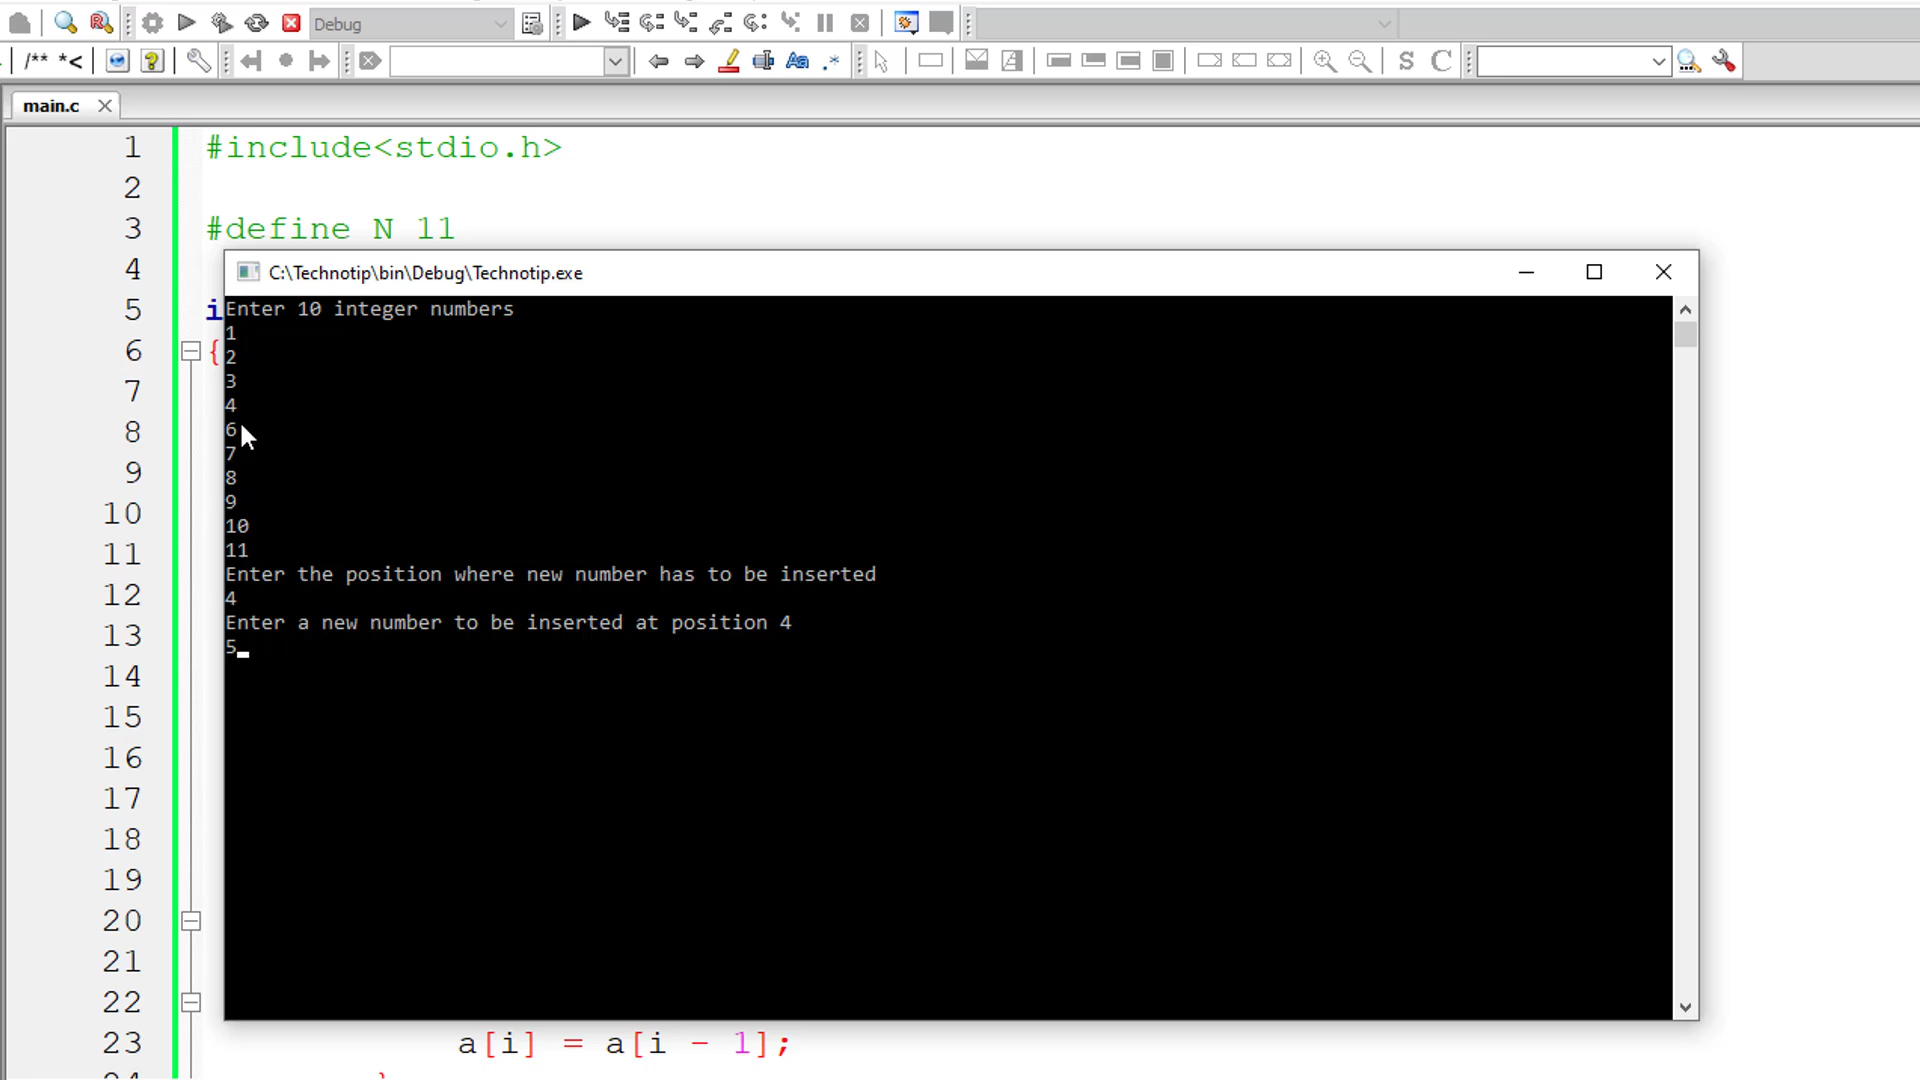 Debug
/** *<
Aa .* S C
main.c
1 #include<stdio.h>
2
3 #define N 11
4
5 i
6 {
7
8
9
10
11
12
13
14
15
16
17
18
19
20
21
22
23 a[i] = a[i - 1];
C:\Technotip\bin\Debug\Technotip.exe
Enter 10 integer numbers
1
2
3
4
6
7
8
9
10
11
Enter the position where new number has to be inserted
4
Enter a new number to be inserted at position 4
5